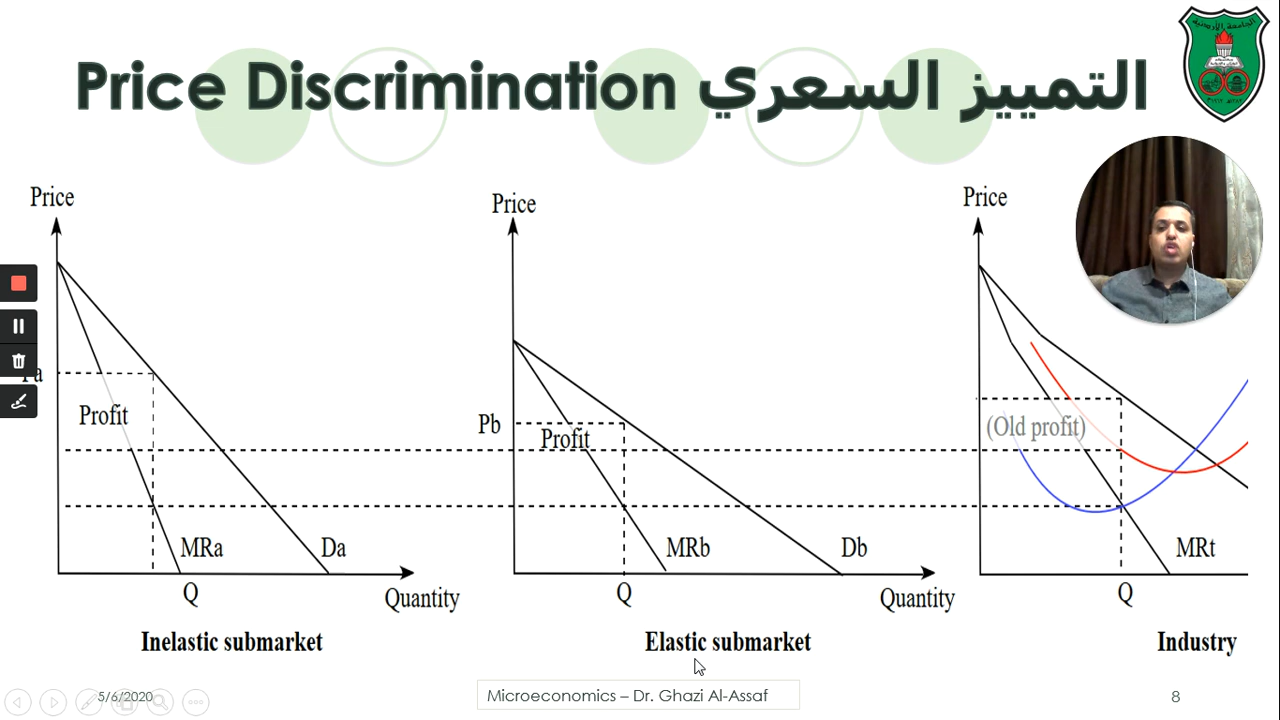 Price Discrimination التمييز السعري
Price
Price
Price
Pa
Profit
Pb
Profit
(Old profit)
MRa
Da
MRb
Db
MRt
Q
Quantity
Q
Quantity
Q
Inelastic submarket
Elastic submarket
Industry
5/6/2020
Microeconomics – Dr. Ghazi Al-Assaf
8